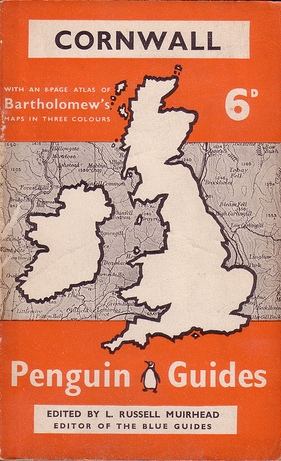 CORNWALL
WITH AN 8-PAGE ATLAS OF
Bartholomew's
MAPS IN THREE COLOURS
6D
Penguin Guides
EDITED BY L. RUSSELL MUIRHEAD
EDITOR OF THE BLUE GUIDES